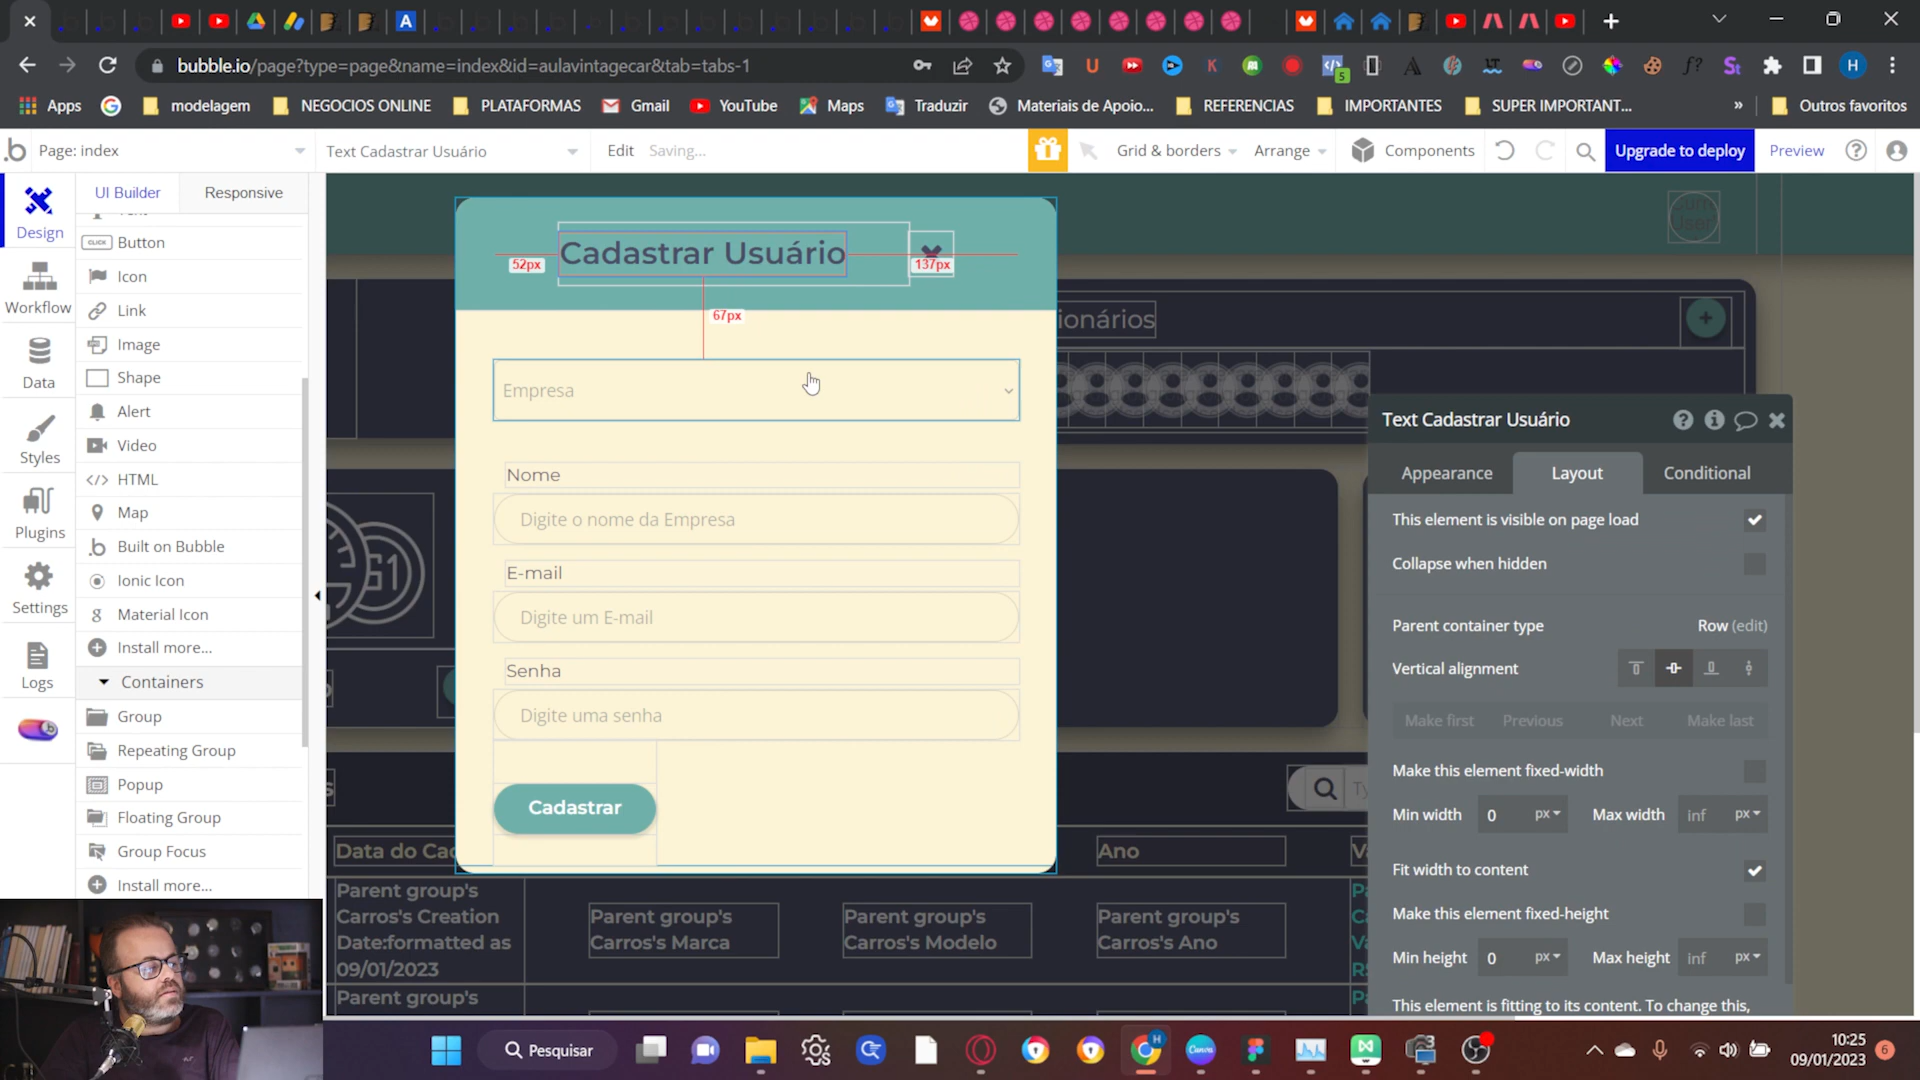 bubble.io/page?type=page&name=index&id=aulavintagecar&tab=tabs-1
5
H
Apps
modelagem
NEGOCIOS ONLINE
PLATAFORMAS
Gmail
YouTube
Maps
Traduzir
Materiais de Apoio...
REFERENCIAS
IMPORTANTES
SUPER IMPORTANT...
»
Outros favoritos
Page: index
Text Cadastrar Usuário
Edit
Saving...
Grid & borders
Arrange
Components
Upgrade to deploy
Preview
UI Builder
Responsive
Design
Workflow
Data
Styles
Plugins
Settings
Logs
CLICK Button
Icon
Link
Image
Shape
Alert
Video
HTML
Map
Built on Bubble
Ionic Icon
Material Icon
Install more...
Containers
Group
Repeating Group
Popup
Floating Group
Group Focus
Install more...
Cadastrar Usuário
52px
137px
67px
Empresa
Nome
Digite o nome da Empresa
E-mail
Digite um E-mail
Senha
Digite uma senha
Cadastrar
ionários
Data do Ca
Ano
Parent group's
Carros's Creation
Date:formatted as
09/01/2023
Parent group's
Carros's Marca
Parent group's
Carros's Modelo
Parent group's
Carros's Ano
Parent group's
Text Cadastrar Usuário
Appearance
Layout
Conditional
This element is visible on page load
Collapse when hidden
Parent container type
Row (edit)
Vertical alignment
Make first
Previous
Next
Make last
Make this element fixed-width
Min width 0 px
Max width inf px
Fit width to content
Make this element fixed-height
Min height 0 px
Max height inf px
This element is fitting to its content. To change this,
Pesquisar
10:25
09/01/2023
6